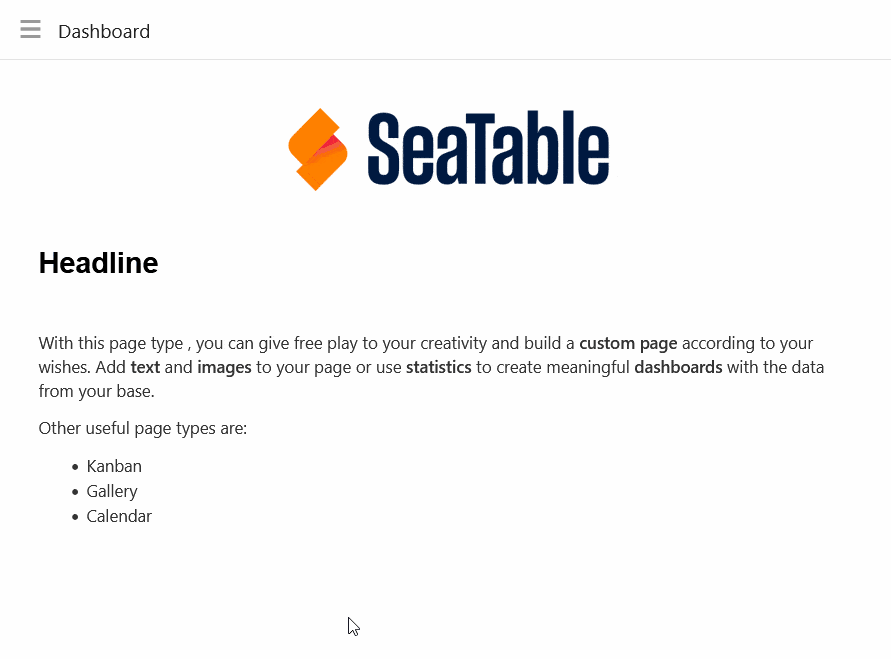 Dashboard
SeaTable
Headline
With this page type , you can give free play to your creativity and build a custom page according to your
wishes. Add text and images to your page or use statistics to create meaningful dashboards with the data
from your base.
Other useful page types are:
• Kanban
• Gallery
• Calendar